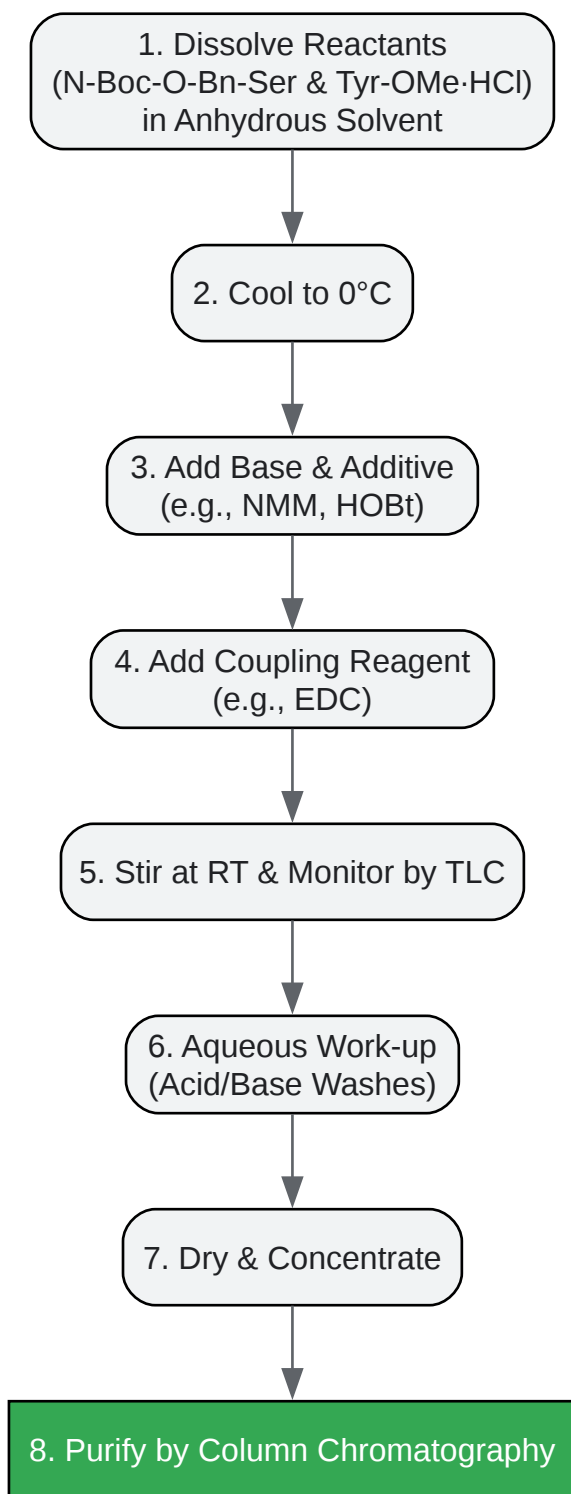 1. Dissolve Reactants
(N-Boc-O-Bn-Ser & Tyr-OMe·HCl)
in Anhydrous Solvent
2. Cool to 0°C
3. Add Base & Additive
(e.g., NMM, HOBt)
4. Add Coupling Reagent
(e.g., EDC)
5. Stir at RT & Monitor by TLC
6. Aqueous Work-up
(Acid/Base Washes)
7. Dry & Concentrate
8. Purify by Column Chromatography